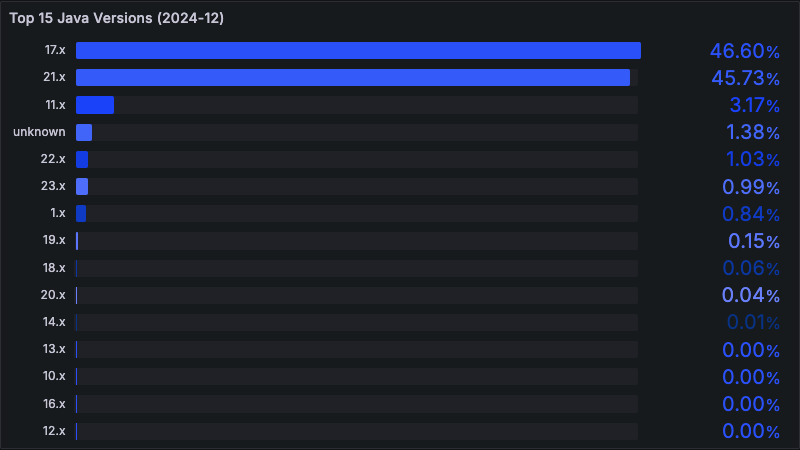 Top 15 Java Versions (2024-12)
17.x 46.60%
21.x 45.73%
11.x 3.17%
unknown 1.38%
22.x 1.03%
23.x 0.99%
1.x 0.84%
19.x 0.15%
18.x 0.06%
20.x 0.04%
14.x 0.01%
13.x 0.00%
10.x 0.00%
16.x 0.00%
12.x 0.00%